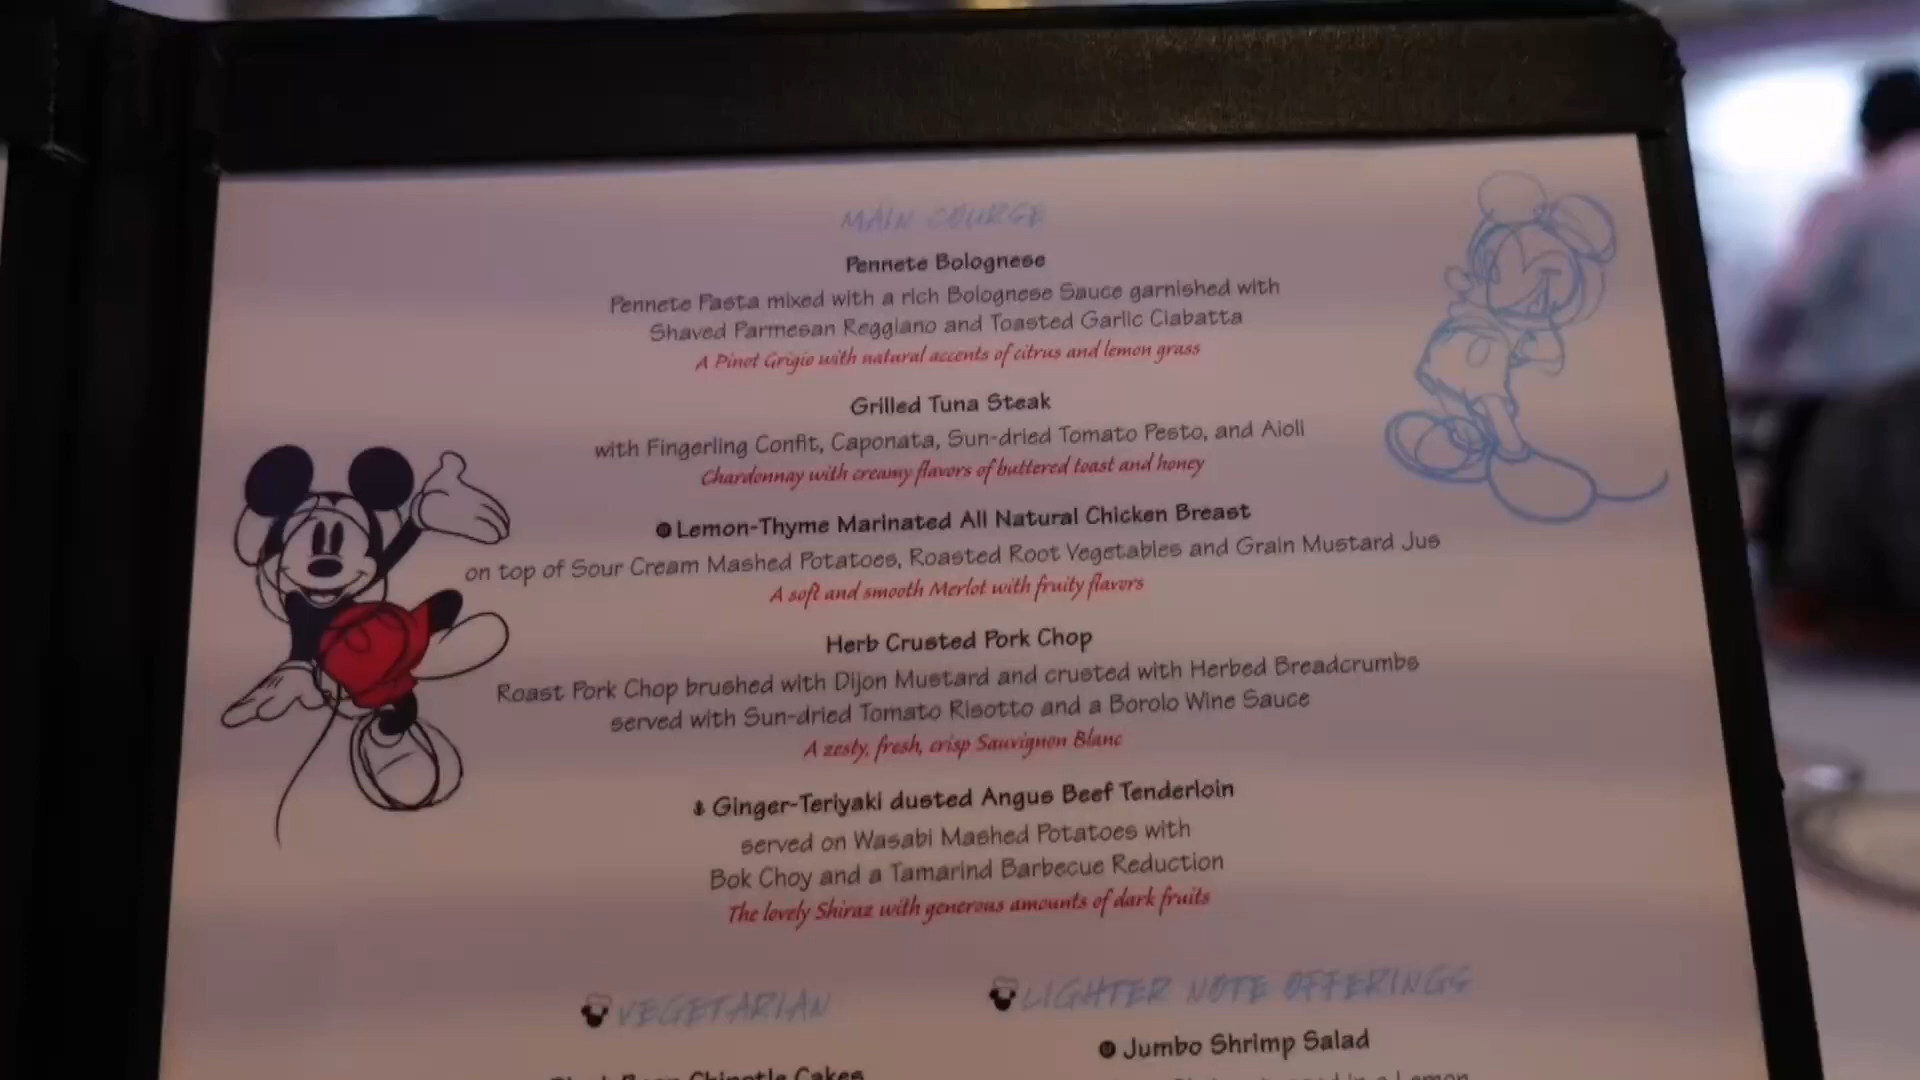 MAIN COURSE
Pennete Bolognese
Pennete Pasta mixed with a rich Bolognese Sauce garnished with
Shaved Parmesan Reggiano and Toasted Garlic Ciabatta
A Pinot Grigio with natural accents of citrus and lemon grass
Grilled Tuna Steak
with Fingerling Confit, Caponata, Sun-dried Tomato Pesto, and Aioli
Chardonnay with creamy flavors of buttered toast and honey
Lemon-Thyme Marinated All Natural Chicken Breast
on top of Sour Cream Mashed Potatoes, Roasted Root Vegetables and Grain Mustard Jus
A soft and smooth Merlot with fruity flavors
Herb Crusted Pork Chop
Roast Pork Chop brushed with Dijon Mustard and crusted with Herbed Breadcrumbs
served with Sun-dried Tomato Risotto and a Borolo Wine Sauce
A zesty, fresh, crisp Sauvignon Blanc
Ginger-Teriyaki dusted Angus Beef Tenderloin
served on Wasabi Mashed Potatoes with
Bok Choy and a Tamarind Barbecue Reduction
The lovely Shiraz with generous amounts of dark fruits
VEGETARIAN
LIGHTER NOTE OFFERINGS
Jumbo Shrimp Salad
Chipotle Cakes